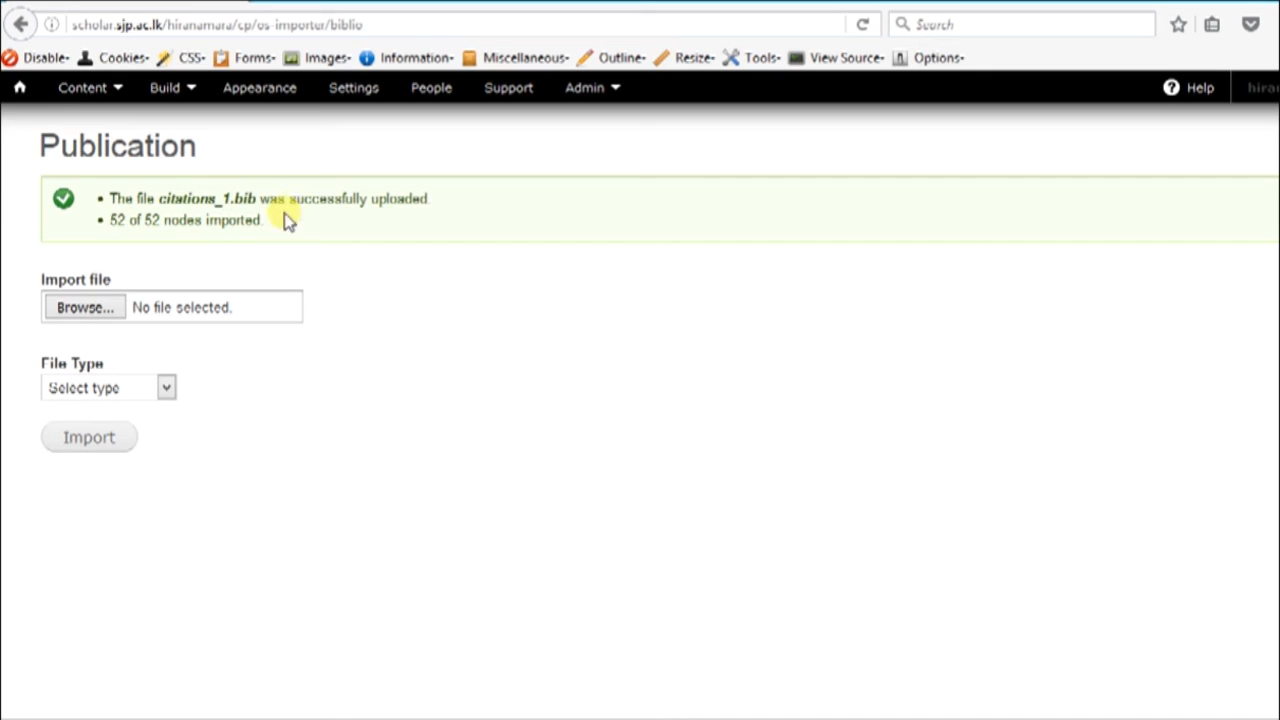 scholar.sjp.ac.lk/hiranamara/cp/os-importer/biblio
Search
Disable- Cookies- CSS- Forms- Images- Information- Miscellaneous- Outline- Resize- Tools- View Source- Options-
Content Build Appearance Settings People Support Admin Help
Publication
The file citations_1.bib was successfully uploaded.
52 of 52 nodes imported.
Import file
Browse... No file selected.
File Type
Select type
Import